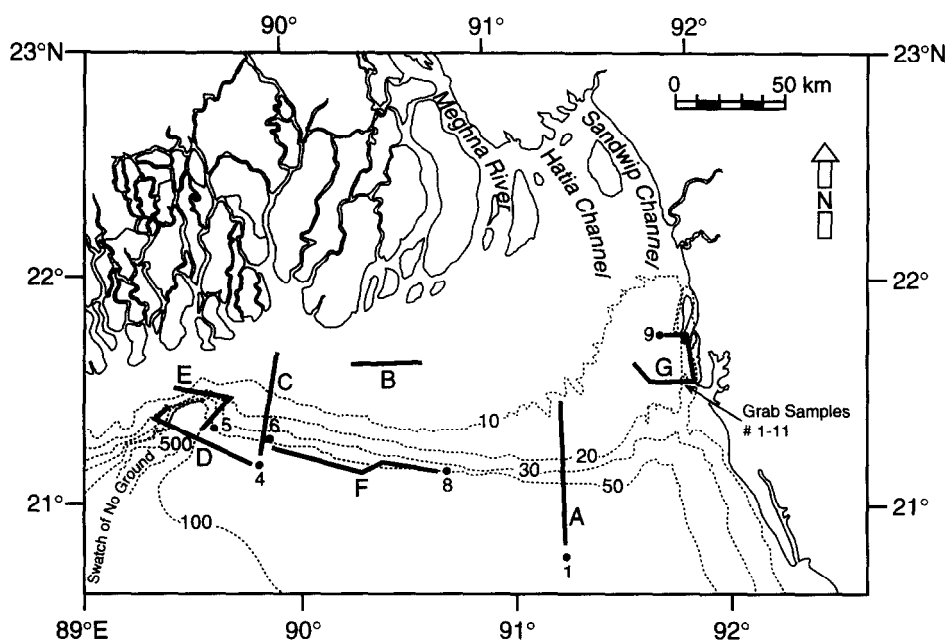 90°
91°
92°
23°N
23°N
0
50 km
Meghna River
Hatia Channel
Sandwip Channel
N
22°
22°
9
G
B
C
E
10
Grab Samples
# 1-11
5
6
500
D
4
F
8
30
20
50
21°
21°
A
100
Swatch of No Ground
1
89°E
90°
91°
92°